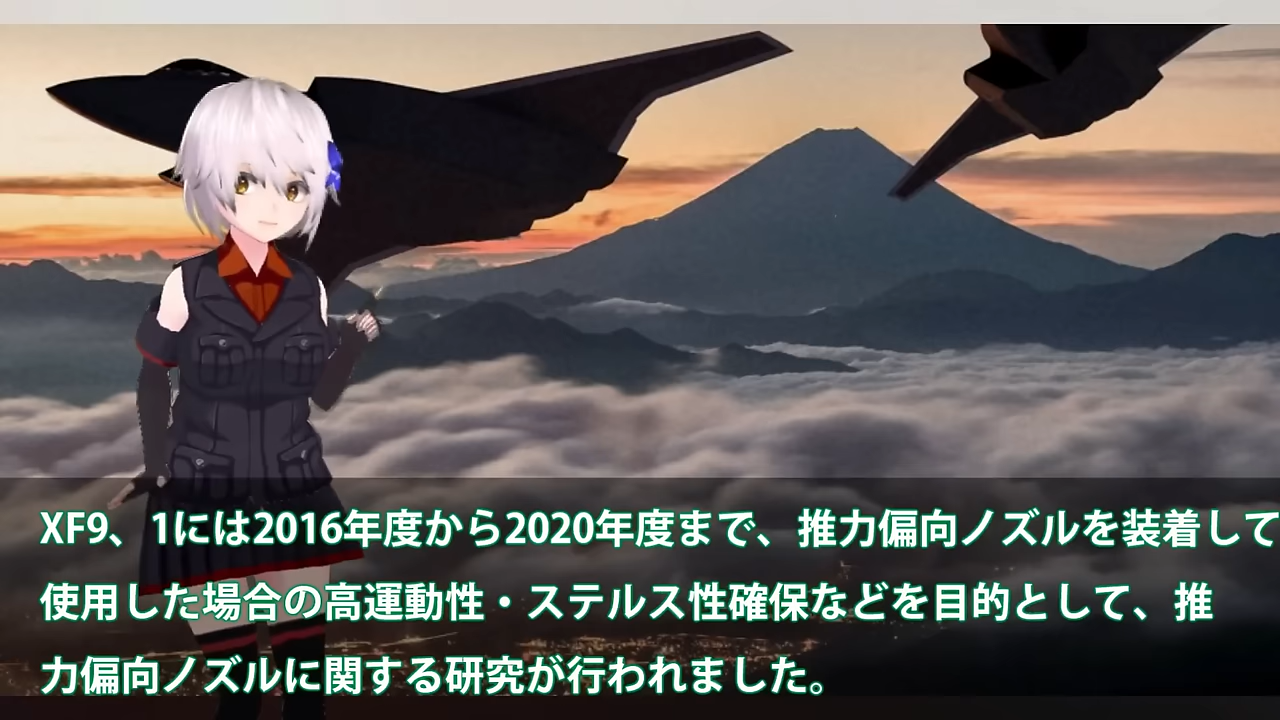 XF9、1には2016年度から2020年度まで、推力偏向ノズルを装着して
使用した場合の高運動性・ステルス性確保などを目的として、推
力偏向ノズルに関する研究が行われました。